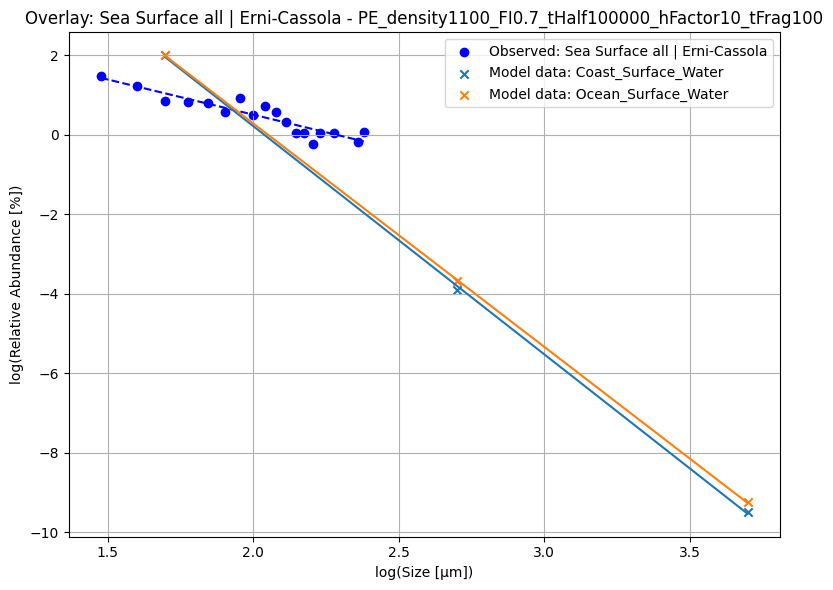 Overlay: Sea Surface all | Erni-Cassola - PE_density1100_FI0.7_tHalf100000_hFactor10_tFrag100
Observed: Sea Surface all | Erni-Cassola
Model data: Coast_Surface_Water
Model data: Ocean_Surface_Water
log(Relative Abundance [%])
2
0
−2
−4
−6
−8
−10
1.5 2.0 2.5 3.0 3.5
log(Size [µm])